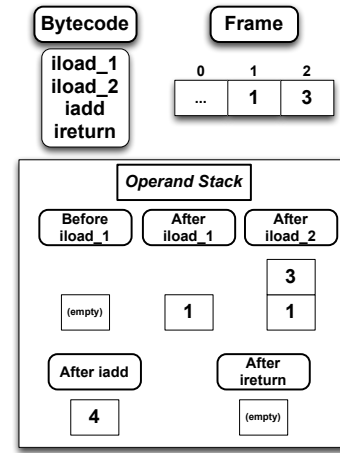 Bytecode
Frame
iload_1
iload_2
iadd
ireturn
0 1 2
... 1 3
Operand Stack
Before
iload_1
After
iload_1
After
iload_2
3
(empty) 1 1
After iadd
After
ireturn
4
(empty)